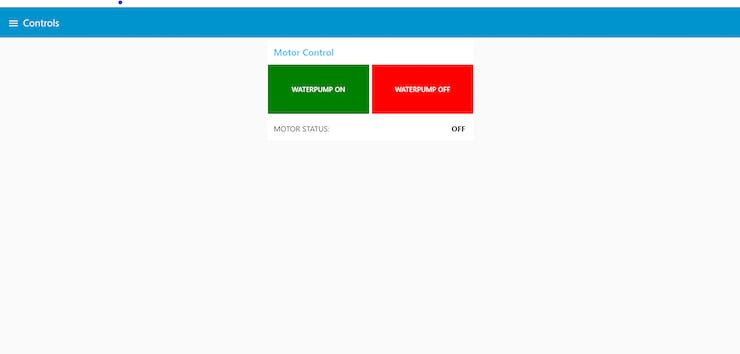 Controls
Motor Control
WATERPUMP ON WATERPUMP OFF
MOTOR STATUS: OFF